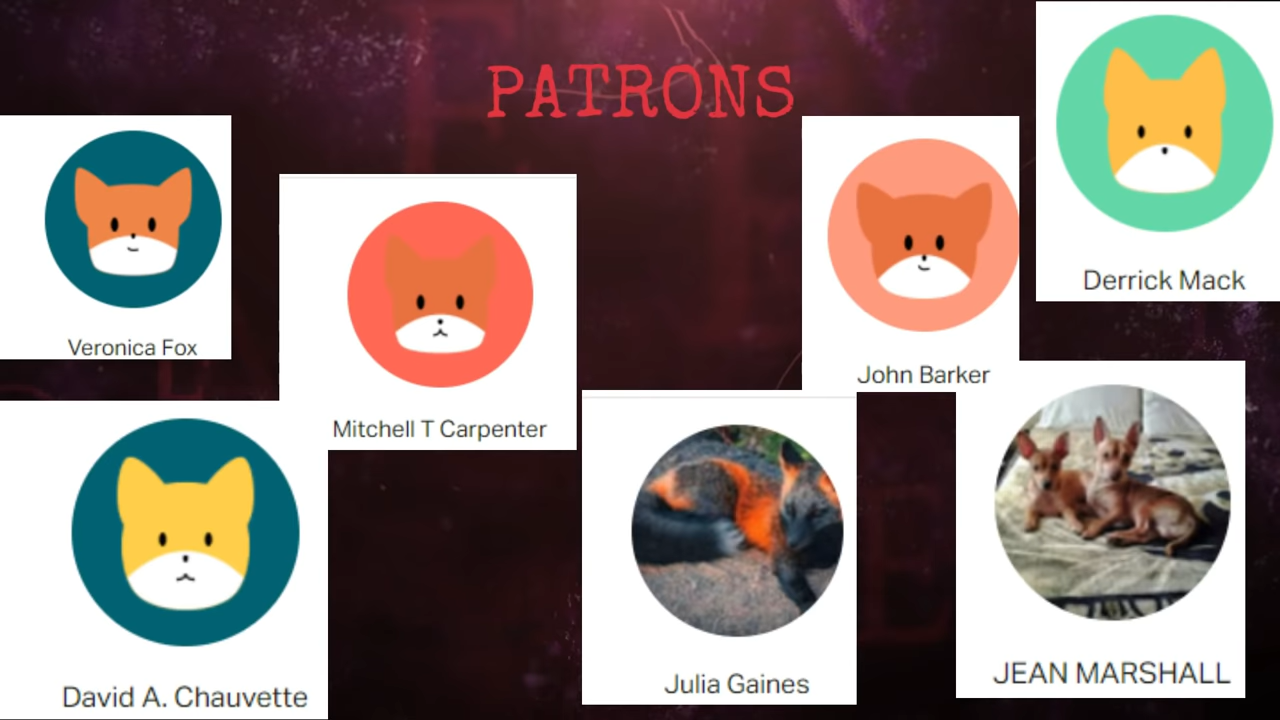 PATRONS
Derrick Mack
Veronica Fox
John Barker
Mitchell T Carpenter
JEAN MARSHALL
Julia Gaines
David A. Chauvette